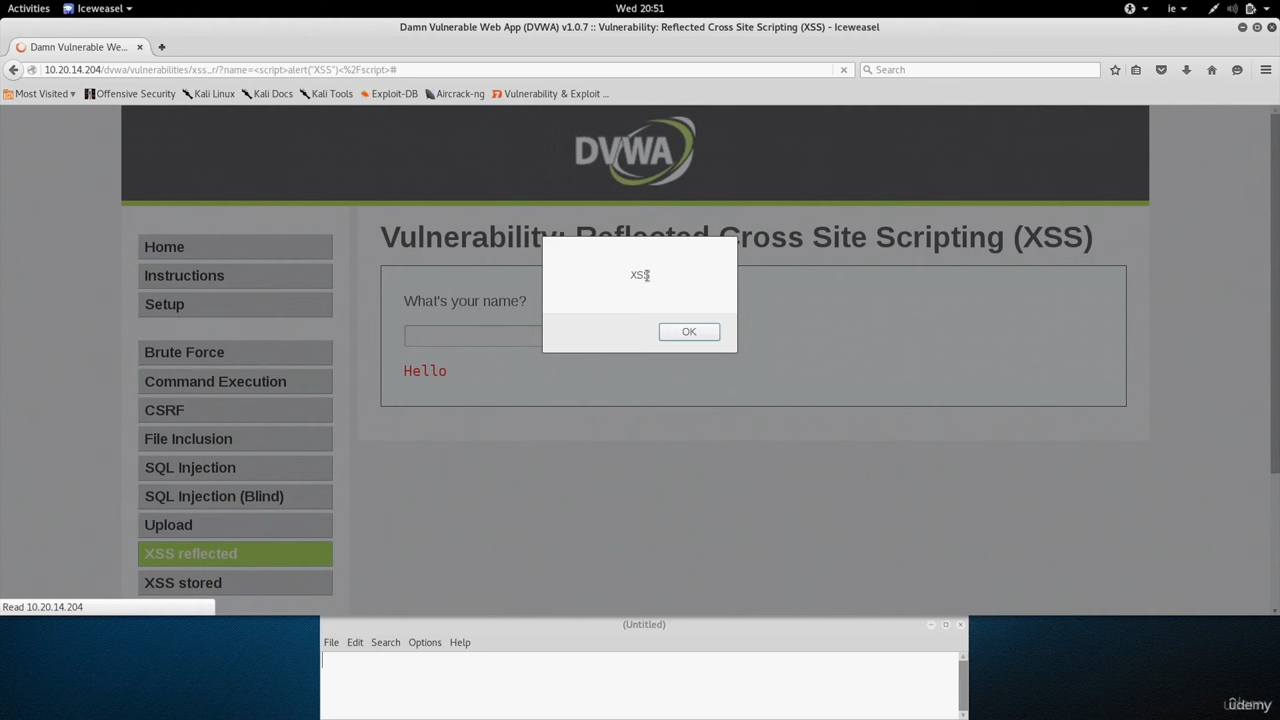 Activities Iceweasel ▾ Wed 20:51 ie ▾
Damn Vulnerable Web App (DVWA) v1.0.7 :: Vulnerability: Reflected Cross Site Scripting (XSS) - Iceweasel
Damn Vulnerable We... × +
10.20.14.204/dvwa/vulnerabilities/xss_r/?name=<script>alert("XSS")<%2Fscript># Search
Most Visited ▾ Offensive Security Kali Linux Kali Docs Kali Tools Exploit-DB Aircrack-ng Vulnerability & Exploit ...
DVWA
Home
Instructions
Setup
Brute Force
Command Execution
CSRF
File Inclusion
SQL Injection
SQL Injection (Blind)
Upload
XSS reflected
XSS stored
Vulnerability: Reflected Cross Site Scripting (XSS)
What's your name?
Hello
XSS
OK
Read 10.20.14.204
(Untitled)
File Edit Search Options Help
ûdemy